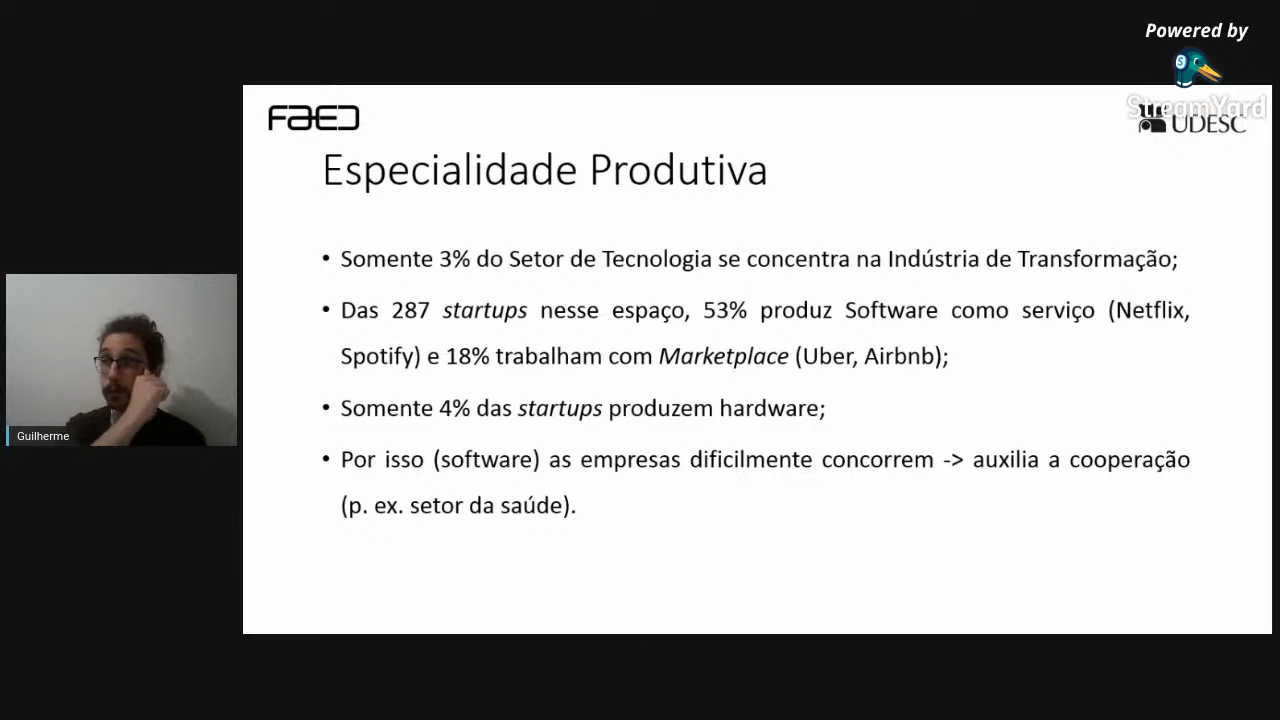 Powered by
StreamYard
FAED
UDESC
Especialidade Produtiva
• Somente 3% do Setor de Tecnologia se concentra na Indústria de Transformação;
• Das 287 startups nesse espaço, 53% produz Software como serviço (Netflix,
Spotify) e 18% trabalham com Marketplace (Uber, Airbnb);
• Somente 4% das startups produzem hardware;
• Por isso (software) as empresas dificilmente concorrem -> auxilia a cooperação
(p. ex. setor da saúde).
Guilherme